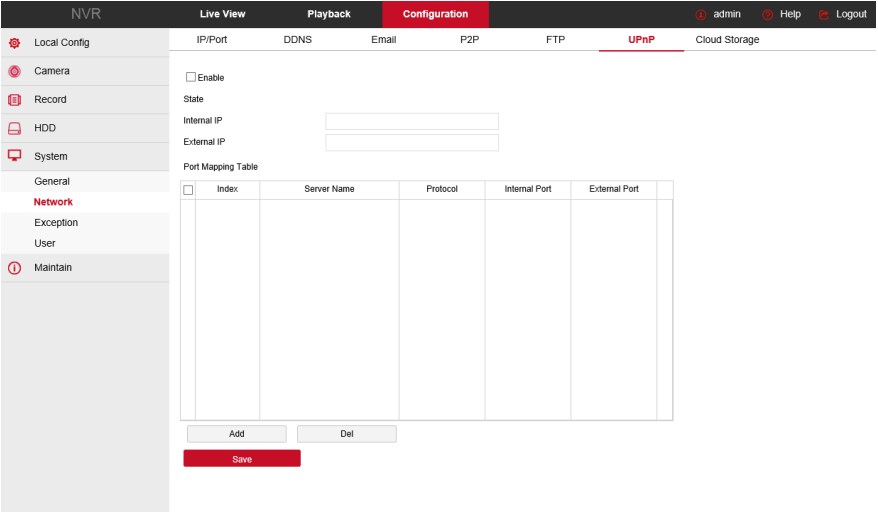 NVR Live View Playback Configuration admin Help Logout
Local Config IP/Port DDNS Email P2P FTP UPnP Cloud Storage
Camera
Record
HDD
System
General
Network
Exception
User
Maintain
Enable
State
Internal IP
External IP
Port Mapping Table
Index Server Name Protocol Internal Port External Port
Add Del
Save